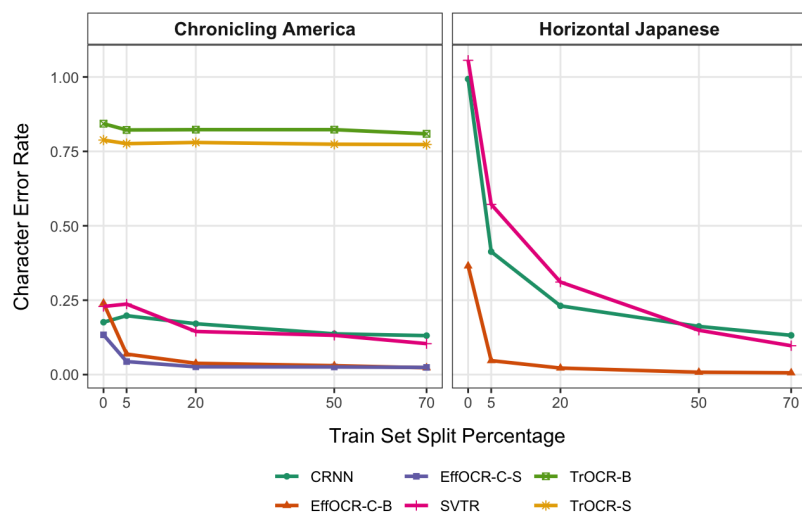 Chronicling America Horizontal Japanese
Character Error Rate
1.00
0.75
0.50
0.25
0.00
0 5 20 50 70 0 5 20 50 70
Train Set Split Percentage
CRNN EffOCR-C-S TrOCR-B
EffOCR-C-B SVTR TrOCR-S